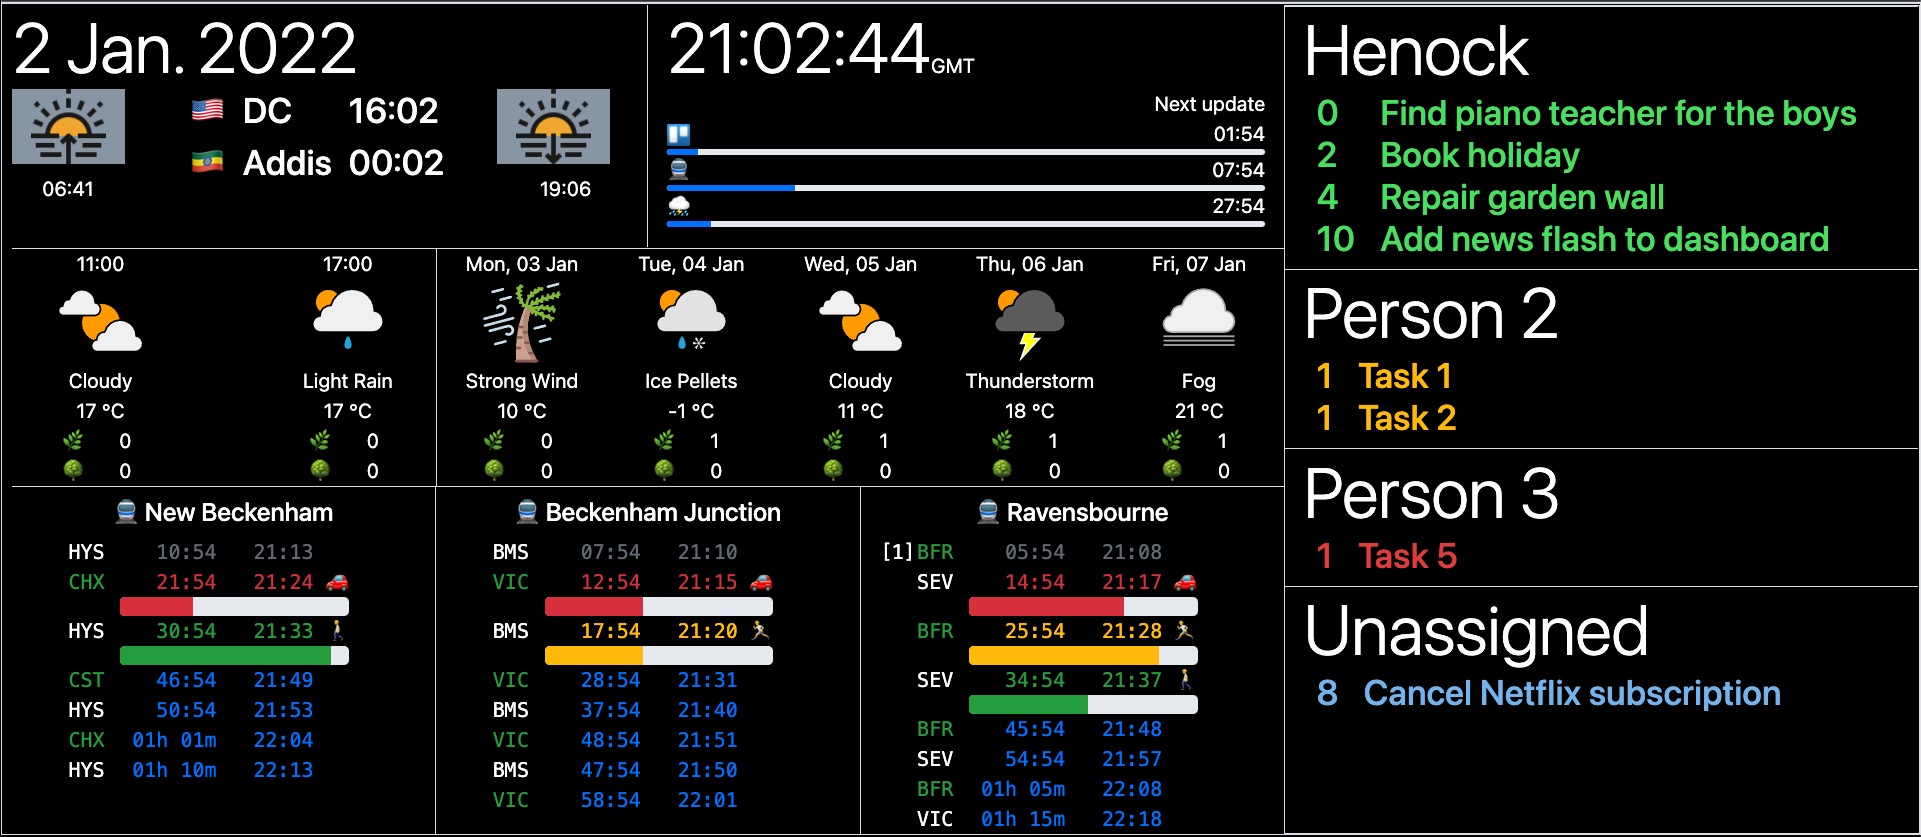 2 Jan. 2022
DC 16:02
Addis 00:02
06:41
19:06
21:02:44 GMT
Next update
01:54
07:54
27:54
11:00 17:00
Cloudy Light Rain
17 °C 17 °C
0 0
0 0
Mon, 03 Jan Tue, 04 Jan Wed, 05 Jan Thu, 06 Jan Fri, 07 Jan
Strong Wind Ice Pellets Cloudy Thunderstorm Fog
10 °C -1 °C 11 °C 18 °C 21 °C
0 1 1 1 1
0 0 0 0 0
New Beckenham
HYS 10:54 21:13
CHX 21:54 21:24
HYS 30:54 21:33
CST 46:54 21:49
HYS 50:54 21:53
CHX 01h 01m 22:04
HYS 01h 10m 22:13
Beckenham Junction
BMS 07:54 21:10
VIC 12:54 21:15
BMS 17:54 21:20
VIC 28:54 21:31
BMS 37:54 21:40
VIC 48:54 21:51
BMS 47:54 21:50
VIC 58:54 22:01
Ravensbourne
[1] BFR 05:54 21:08
SEV 14:54 21:17
BFR 25:54 21:28
SEV 34:54 21:37
BFR 45:54 21:48
SEV 54:54 21:57
BFR 01h 05m 22:08
VIC 01h 15m 22:18
Henock
0 Find piano teacher for the boys
2 Book holiday
4 Repair garden wall
10 Add news flash to dashboard
Person 2
1 Task 1
1 Task 2
Person 3
1 Task 5
Unassigned
8 Cancel Netflix subscription